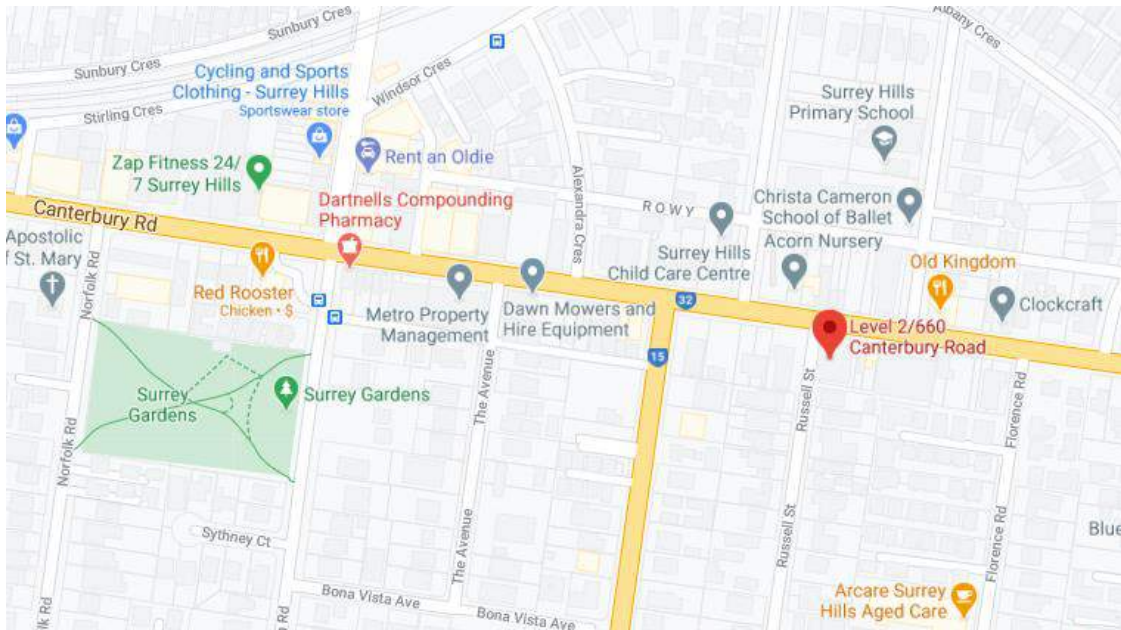 Sunbury Cres
Sunbury Cres
Albany Cres
Cycling and Sports
Clothing - Surrey Hills
Sportswear store
Windsor Cres
Stirling Cres
Surrey Hills
Primary School
Zap Fitness 24/
7 Surrey Hills
Rent an Oldie
Alexandra Cres
Dartnells Compounding
Pharmacy
ROWY
Christa Cameron
School of Ballet
Canterbury Rd
Apostolic
f St. Mary
Norfolk Rd
Surrey Hills
Child Care Centre
Acorn Nursery
Old Kingdom
Red Rooster
Chicken • $
Metro Property
Management
Dawn Mowers and
Hire Equipment
32
Clockcraft
Level 2/660
Canterbury Road
15
Surrey
Gardens
Surrey Gardens
The Avenue
Russell St
Florence Rd
Norfolk Rd
Sythney Ct
The Avenue
Russell St
Florence Rd
Blue
Bona Vista Ave
Bona Vista Ave
Arcare Surrey
Hills Aged Care
lk Rd
n Rd